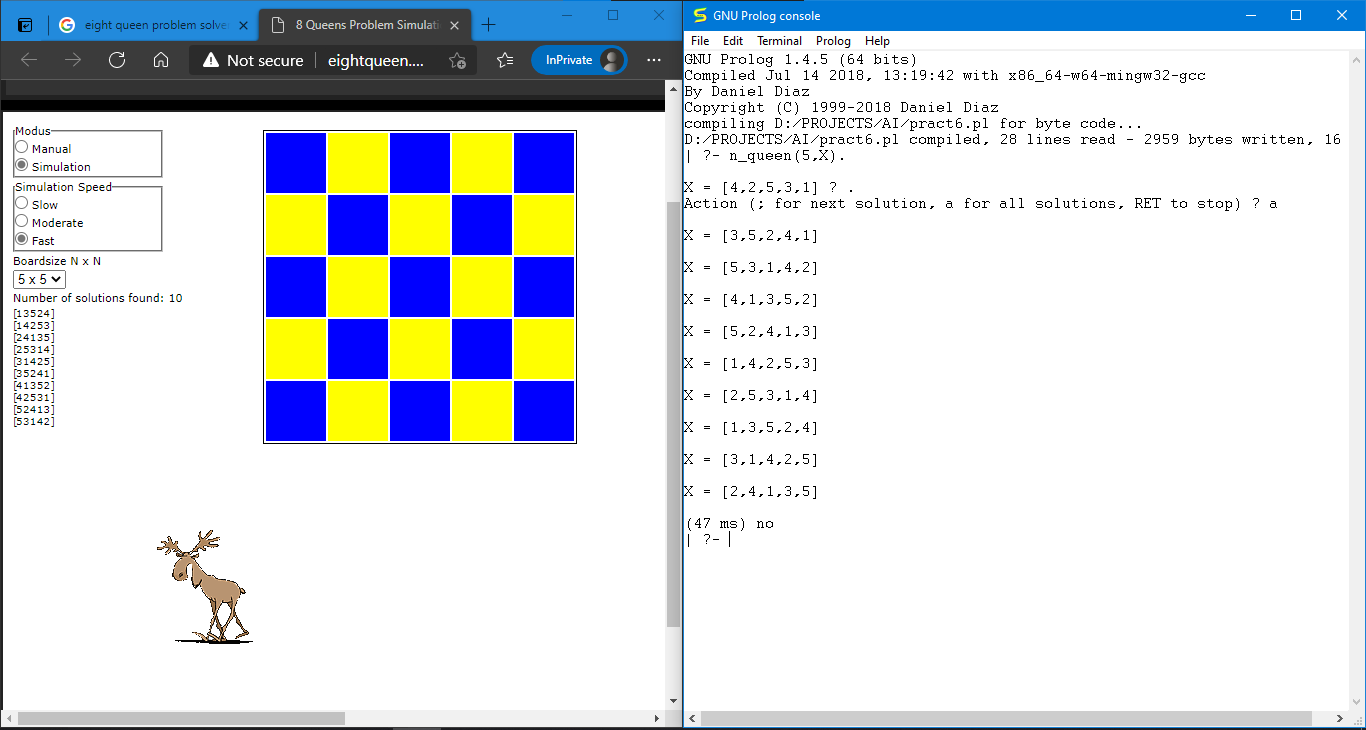 eight queen problem solve
8 Queens Problem Simulati
Not secure
eightqueen....
InPrivate
Modus
Manual
Simulation
Simulation Speed
Slow
Moderate
Fast
Boardsize N x N
5 x 5
Number of solutions found: 10
[13524]
[14253]
[24135]
[25314]
[31425]
[35241]
[41352]
[42531]
[52413]
[53142]
GNU Prolog console
File Edit Terminal Prolog Help
GNU Prolog 1.4.5 (64 bits)
Compiled Jul 14 2018, 13:19:42 with x86_64-w64-mingw32-gcc
By Daniel Diaz
Copyright (C) 1999-2018 Daniel Diaz
compiling D:/PROJECTS/AI/pract6.pl for byte code...
D:/PROJECTS/AI/pract6.pl compiled, 28 lines read - 2959 bytes written, 16
| ?- n_queen(5,X).
X = [4,2,5,3,1] ? .
Action (; for next solution, a for all solutions, RET to stop) ? a
X = [3,5,2,4,1]
X = [5,3,1,4,2]
X = [4,1,3,5,2]
X = [5,2,4,1,3]
X = [1,4,2,5,3]
X = [2,5,3,1,4]
X = [1,3,5,2,4]
X = [3,1,4,2,5]
X = [2,4,1,3,5]
(47 ms) no
| ?-